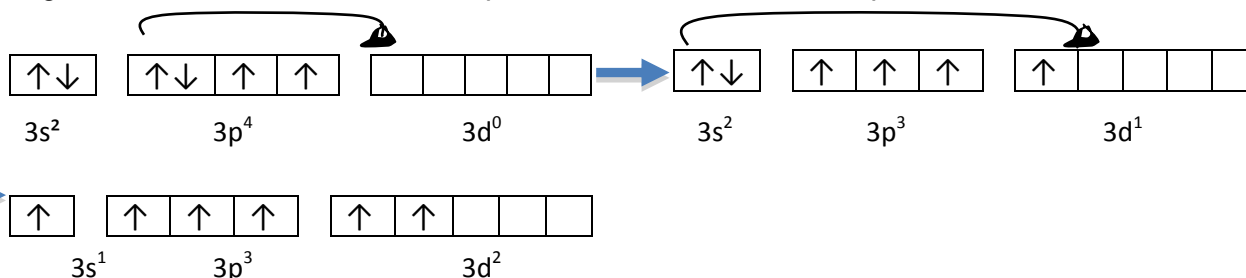 ↑↓ ↑↓ ↑ ↑ ↑↓ ↑ ↑ ↑ ↑
3s² 3p⁴ 3d⁰ 3s² 3p³ 3d¹
↑ ↑ ↑ ↑ ↑ ↑
3s¹ 3p³ 3d²